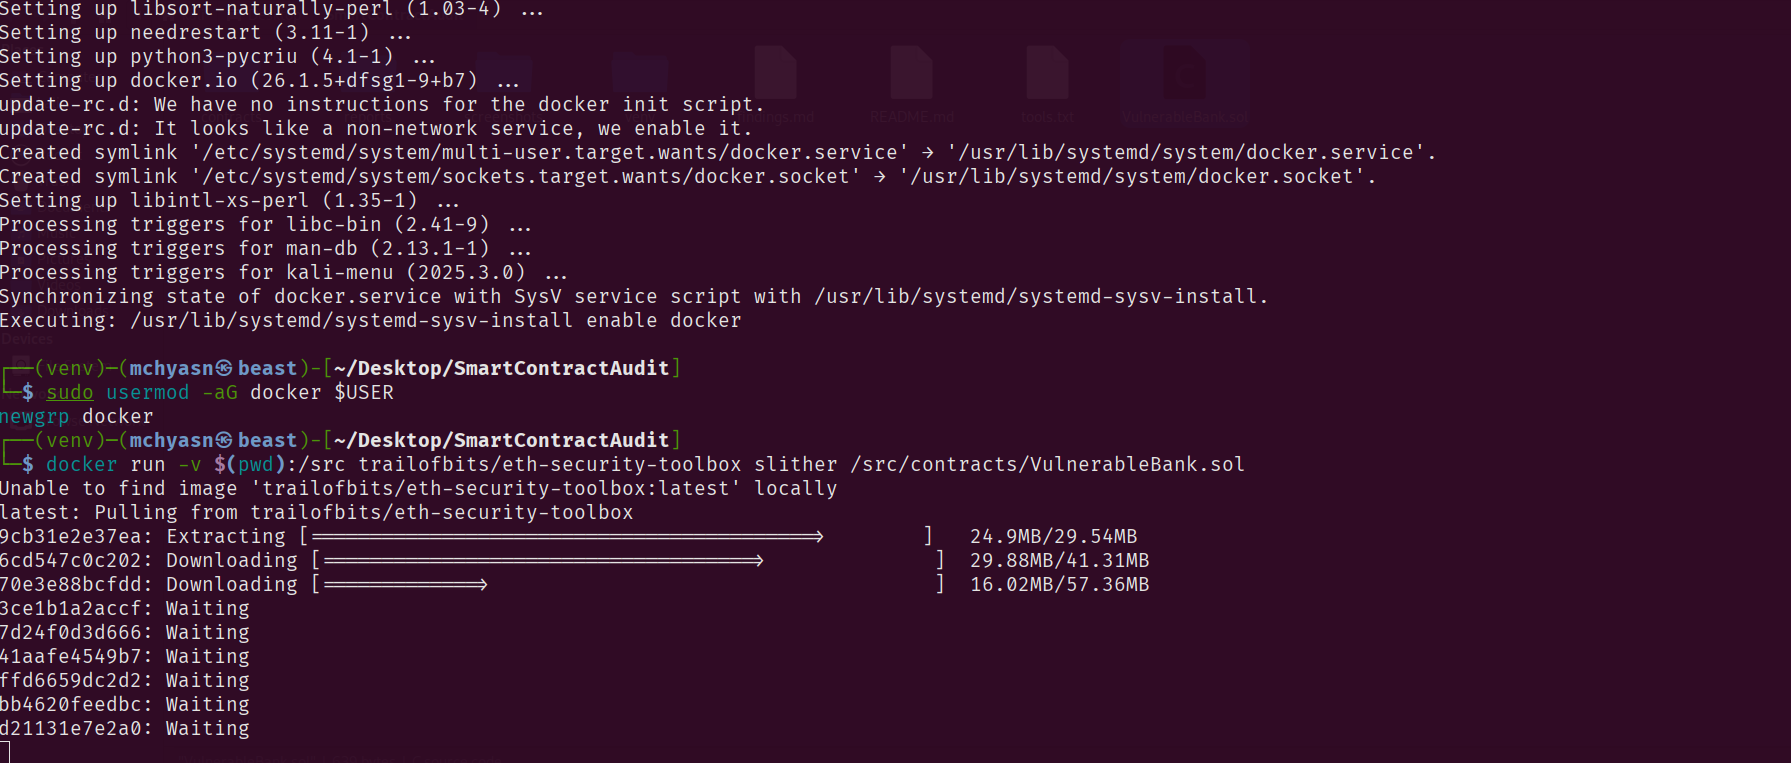 Setting up libsort-naturally-perl (1.03-4) ...
Setting up needrestart (3.11-1) ...
Setting up python3-pycriu (4.1-1) ...
Setting up docker.io (26.1.5+dfsg1-9+b7) ...
update-rc.d: We have no instructions for the docker init script.
update-rc.d: It looks like a non-network service, we enable it.
Created symlink '/etc/systemd/system/multi-user.target.wants/docker.service' → '/usr/lib/systemd/system/docker.service'.
Created symlink '/etc/systemd/system/sockets.target.wants/docker.socket' → '/usr/lib/systemd/system/docker.socket'.
Setting up libintl-xs-perl (1.35-1) ...
Processing triggers for libc-bin (2.41-9) ...
Processing triggers for man-db (2.13.1-1) ...
Processing triggers for kali-menu (2025.3.0) ...
Synchronizing state of docker.service with SysV service script with /usr/lib/systemd/systemd-sysv-install.
Executing: /usr/lib/systemd/systemd-sysv-install enable docker
Devices
┌──(venv)─(mchyasn㉿beast)-[~/Desktop/SmartContractAudit]
└─$ sudo usermod -aG docker $USER
newgrp docker
┌──(venv)─(mchyasn㉿beast)-[~/Desktop/SmartContractAudit]
└─$ docker run -v $(pwd):/src trailofbits/eth-security-toolbox slither /src/contracts/VulnerableBank.sol
Unable to find image 'trailofbits/eth-security-toolbox:latest' locally
latest: Pulling from trailofbits/eth-security-toolbox
9cb31e2e37ea: Extracting [==========================================>        ]  24.9MB/29.54MB
6cd547c0c202: Downloading [====================================>              ]  29.88MB/41.31MB
70e3e88bcfdd: Downloading [=============>                                     ]  16.02MB/57.36MB
3ce1b1a2accf: Waiting
7d24f0d3d666: Waiting
41aafe4549b7: Waiting
ffd6659dc2d2: Waiting
bb4620feedbc: Waiting
d21131e7e2a0: Waiting
README.md
tools.txt
VulnerableBank.sol